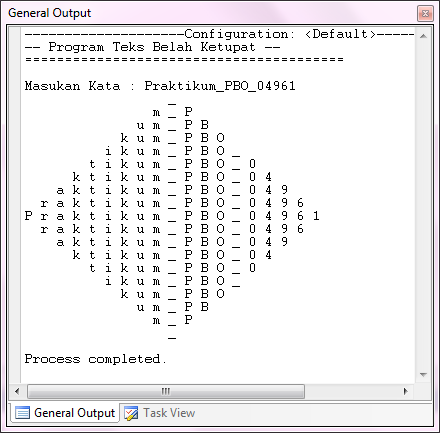 General Output
--------------------Configuration: <Default>-----
-- Program Teks Belah Ketupat --
========================================
Masukan Kata : Praktikum_PBO_04961
_
m _ P
u m _ P B
k u m _ P B O
i k u m _ P B O _
t i k u m _ P B O _ 0
k t i k u m _ P B O _ 0 4
a k t i k u m _ P B O _ 0 4 9
r a k t i k u m _ P B O _ 0 4 9 6
P r a k t i k u m _ P B O _ 0 4 9 6 1
r a k t i k u m _ P B O _ 0 4 9 6
a k t i k u m _ P B O _ 0 4 9
k t i k u m _ P B O _ 0 4
t i k u m _ P B O _ 0
i k u m _ P B O _
k u m _ P B O
u m _ P B
m _ P
_
Process completed.
General Output Task View